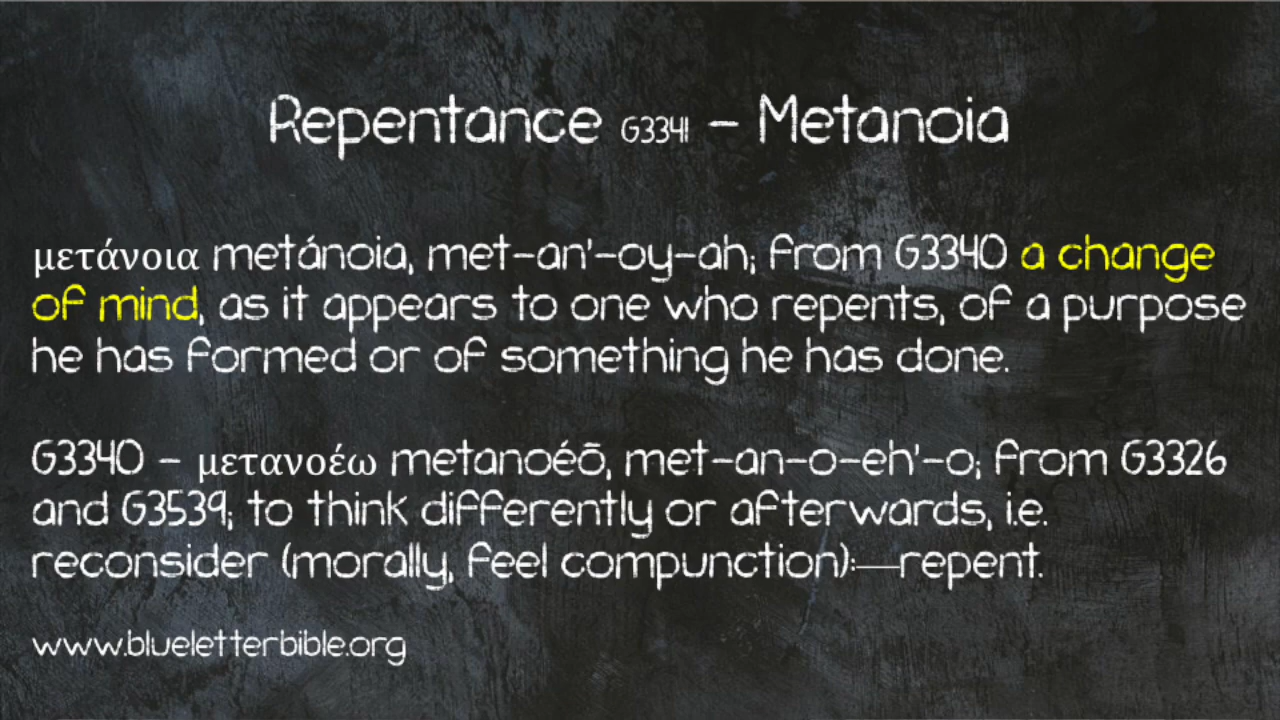 Repentance G3341 - Metanoia
μετάνοια metánoia, met-an'-oy-ah; from G3340 a change
of mind, as it appears to one who repents, of a purpose
he has formed or of something he has done.
G3340 - μετανοέω metanoéō, met-an-o-eh'-o; from G3326
and G3539; to think differently or afterwards, i.e.
reconsider (morally, feel compunction):—repent.
www.blueletterbible.org